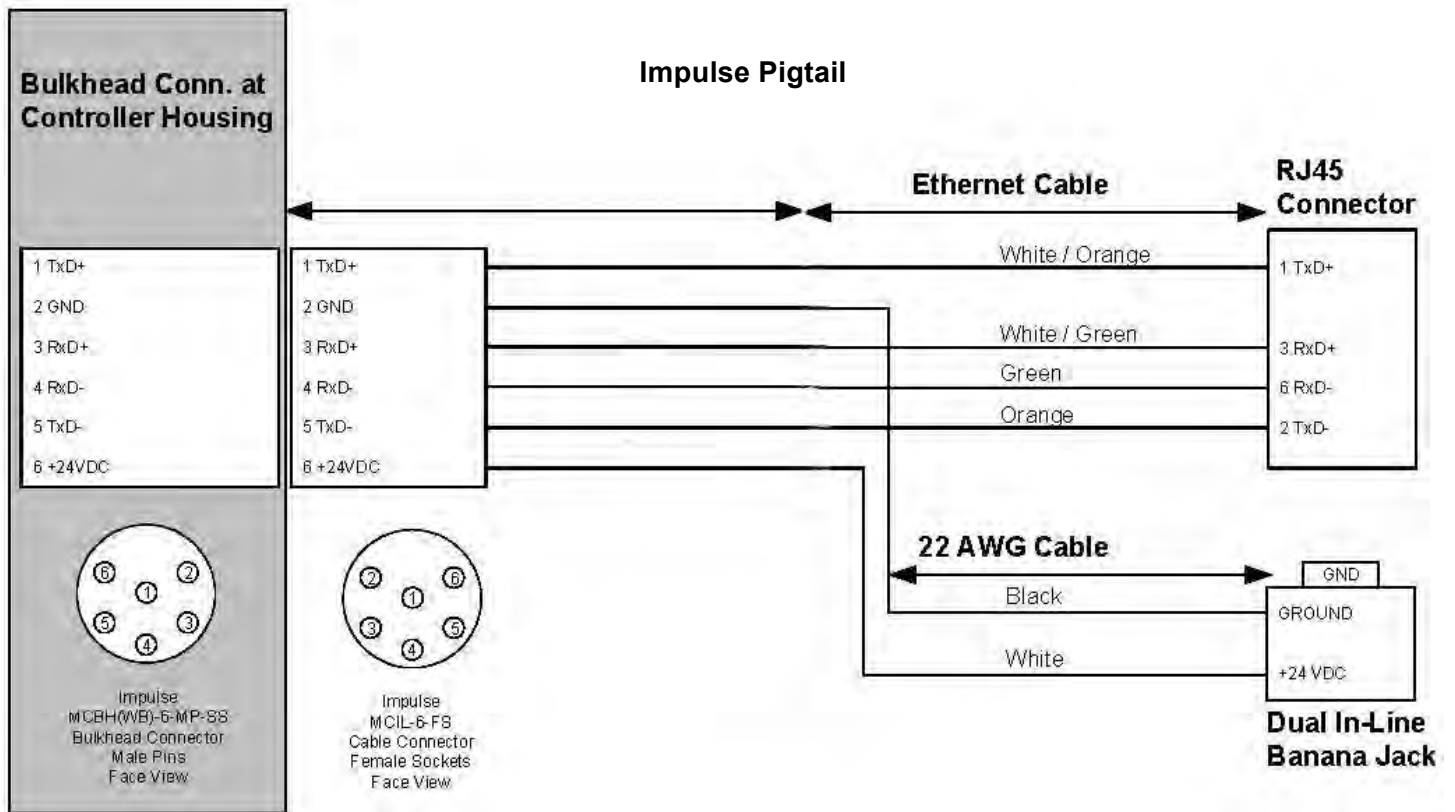 Impulse Pigtail
Bulkhead Conn. at
Controller Housing
Ethernet Cable
RJ45
Connector
1 TxD+
2 GND
3 RxD+
4 RxD-
5 TxD-
6 +24VDC
1 TxD+
2 GND
3 RxD+
4 RxD-
5 TxD-
6 +24VDC
White / Orange
White / Green
Green
Orange
1 TxD+
3 RxD+
6 RxD-
2 TxD-
22 AWG Cable
Black
White
GND
GROUND
+24 VDC
Dual In-Line
Banana Jack
6
2
1
5
3
4
Impulse
MCBH(WB)-6-MP-SS
Bulkhead Connector
Male Pins
Face View
2
6
1
3
5
4
Impulse
MCIL-6-FS
Cable Connector
Female Sockets
Face View